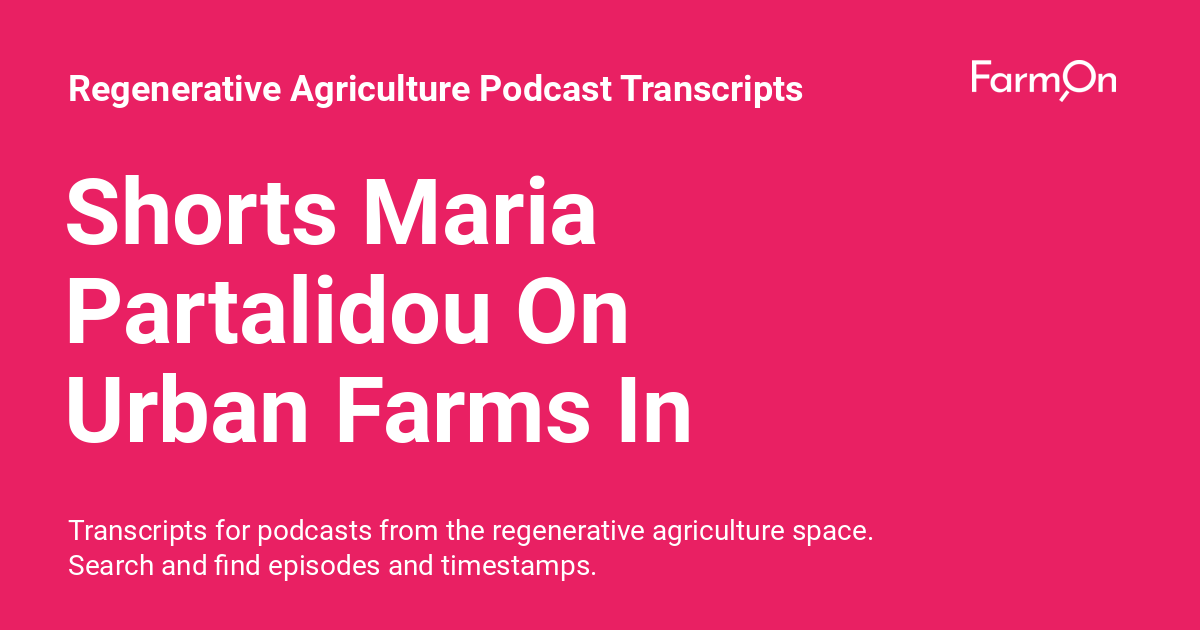 Regenerative Agriculture Podcast Transcripts
FarmOn
Shorts Maria
Partalidou On
Urban Farms In
Transcripts for podcasts from the regenerative agriculture space.
Search and find episodes and timestamps.